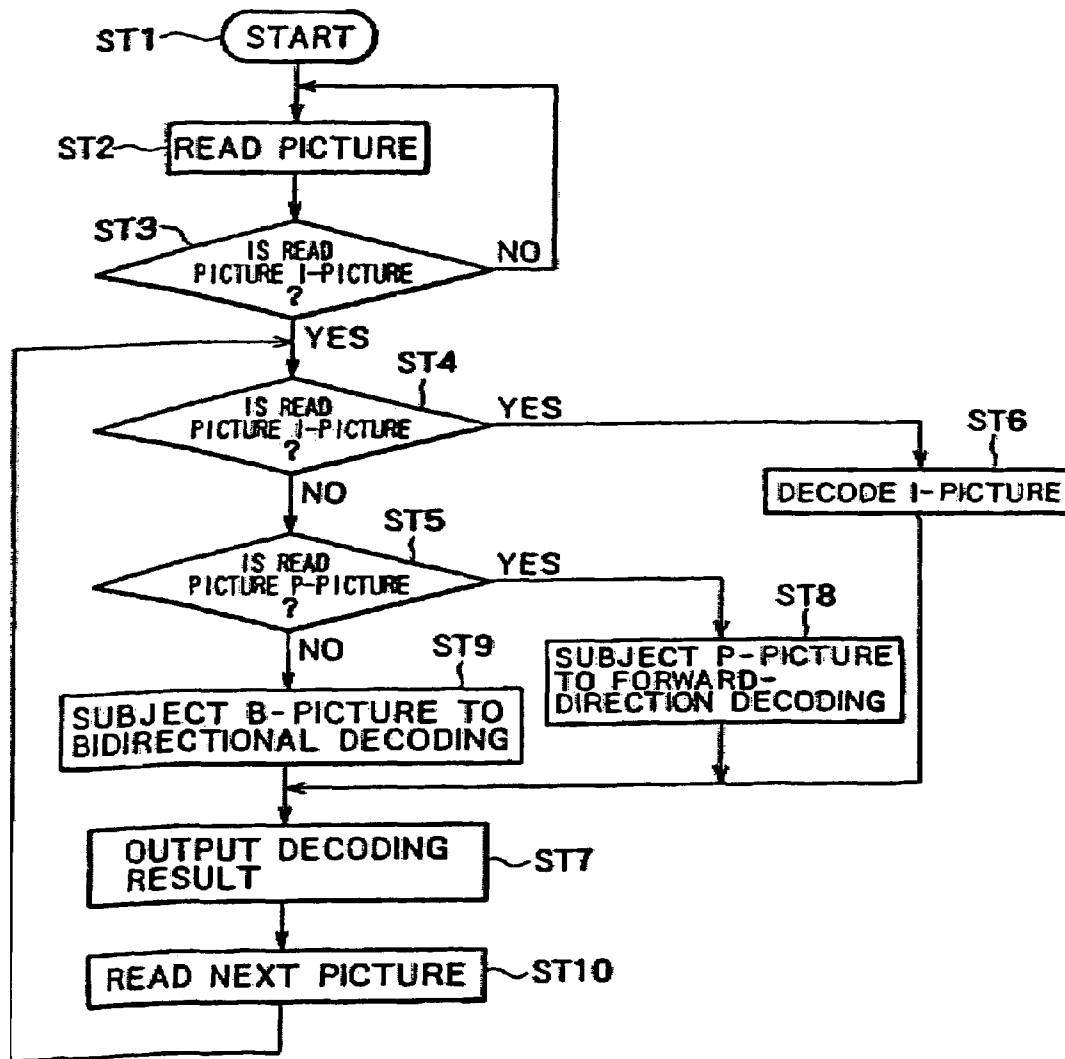 ST1
START
ST2
READ PICTURE
ST3
IS READ
PICTURE I-PICTURE
?
NO
YES
ST4
IS READ
PICTURE I-PICTURE
?
YES
ST6
DECODE I-PICTURE
NO
ST5
IS READ
PICTURE P-PICTURE
?
YES
ST8
SUBJECT P-PICTURE
TO FORWARD-
DIRECTION DECODING
NO
ST9
SUBJECT B-PICTURE TO
BIDIRECTIONAL DECODING
OUTPUT DECODING
RESULT
ST7
READ NEXT PICTURE
ST10